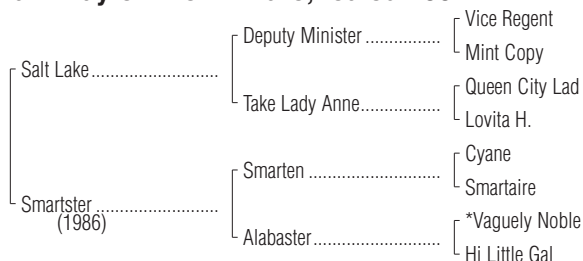 Vice Regent
Deputy Minister ..................
Mint Copy
Salt Lake..............................
Queen City Lad
Take Lady Anne...................
Lovita H.
Cyane
Smarten ...............................
Smartaire
Smartster .............................
(1986)
*Vaguely Noble
Alabaster..............................
Hi Little Gal